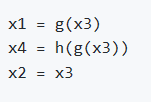 x1 = g(x3)
x4 = h(g(x3))
x2 = x3